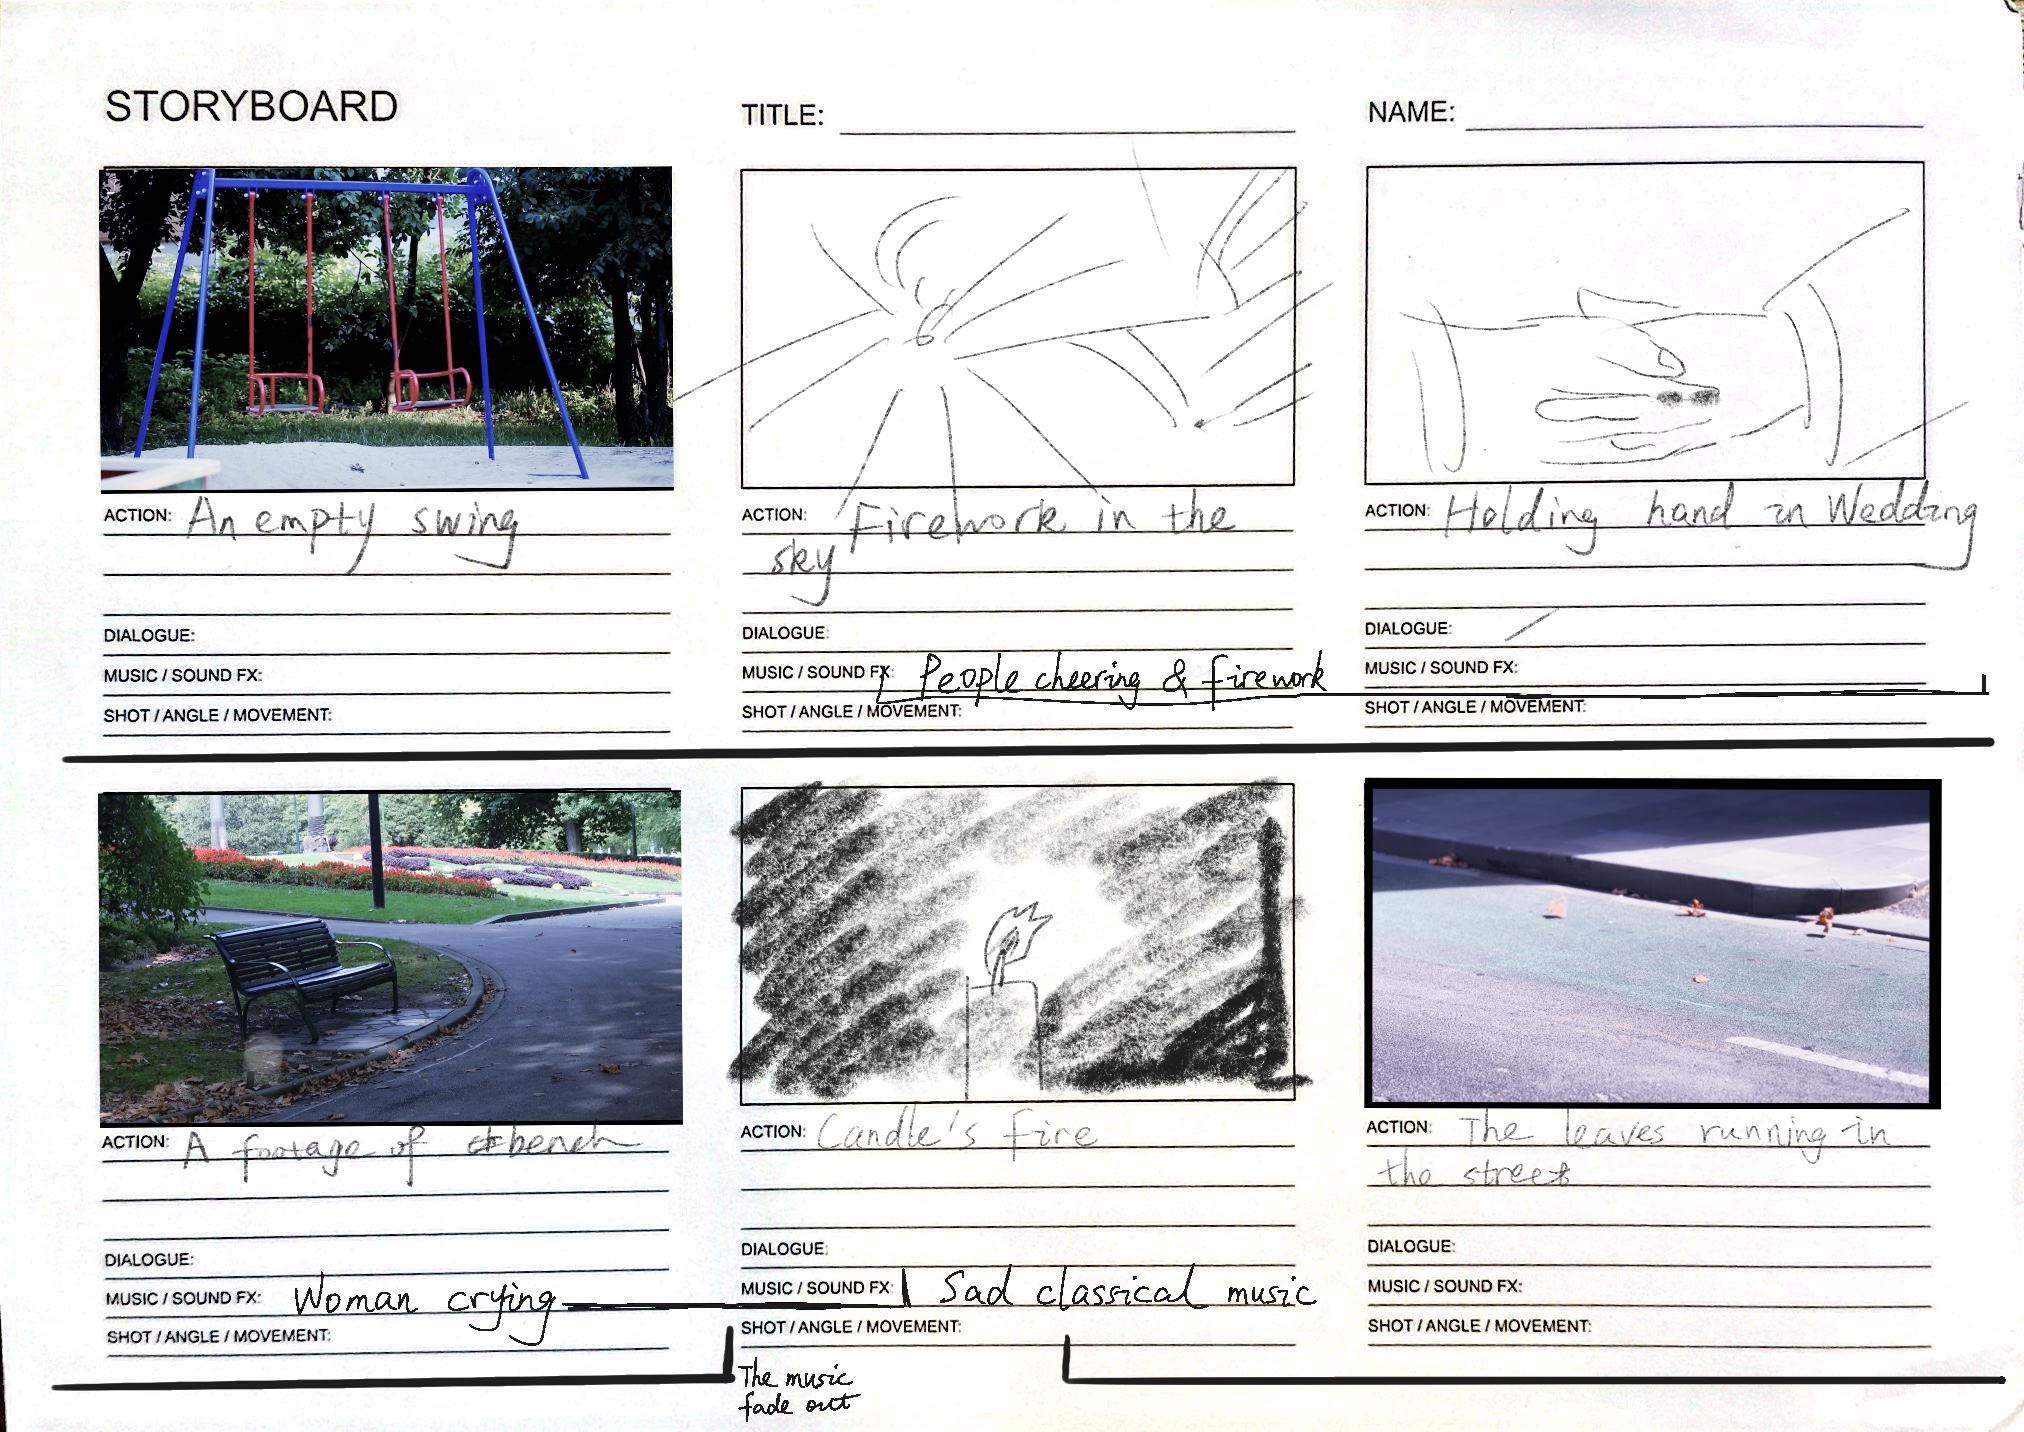 STORYBOARD
TITLE:
NAME:
ACTION: An empty swing
DIALOGUE:
MUSIC / SOUND FX:
SHOT / ANGLE / MOVEMENT:
ACTION: Firework in the
sky
DIALOGUE:
MUSIC / SOUND FX: People cheering & firework
SHOT / ANGLE / MOVEMENT:
ACTION: Holding hand in Wedding
DIALOGUE:
MUSIC / SOUND FX:
SHOT / ANGLE / MOVEMENT:
ACTION: A footage of bench
DIALOGUE:
MUSIC / SOUND FX: Woman crying
SHOT / ANGLE / MOVEMENT:
ACTION: Candle's fire
DIALOGUE:
MUSIC / SOUND FX: Sad classical music
SHOT / ANGLE / MOVEMENT:
The music
fade out
ACTION: The leaves running in
the street
DIALOGUE:
MUSIC / SOUND FX:
SHOT / ANGLE / MOVEMENT: